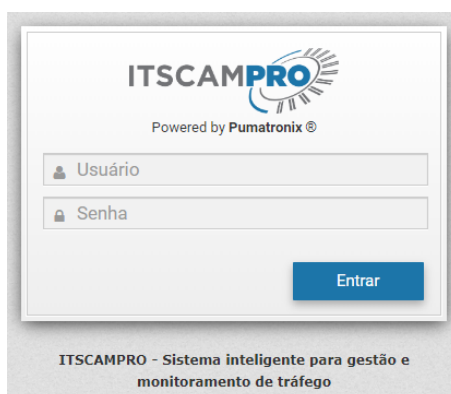 ITSCAMPRO
Powered by Pumatronix ®
Usuário
Senha
Entrar
ITSCAMPRO - Sistema inteligente para gestão e
monitoramento de tráfego